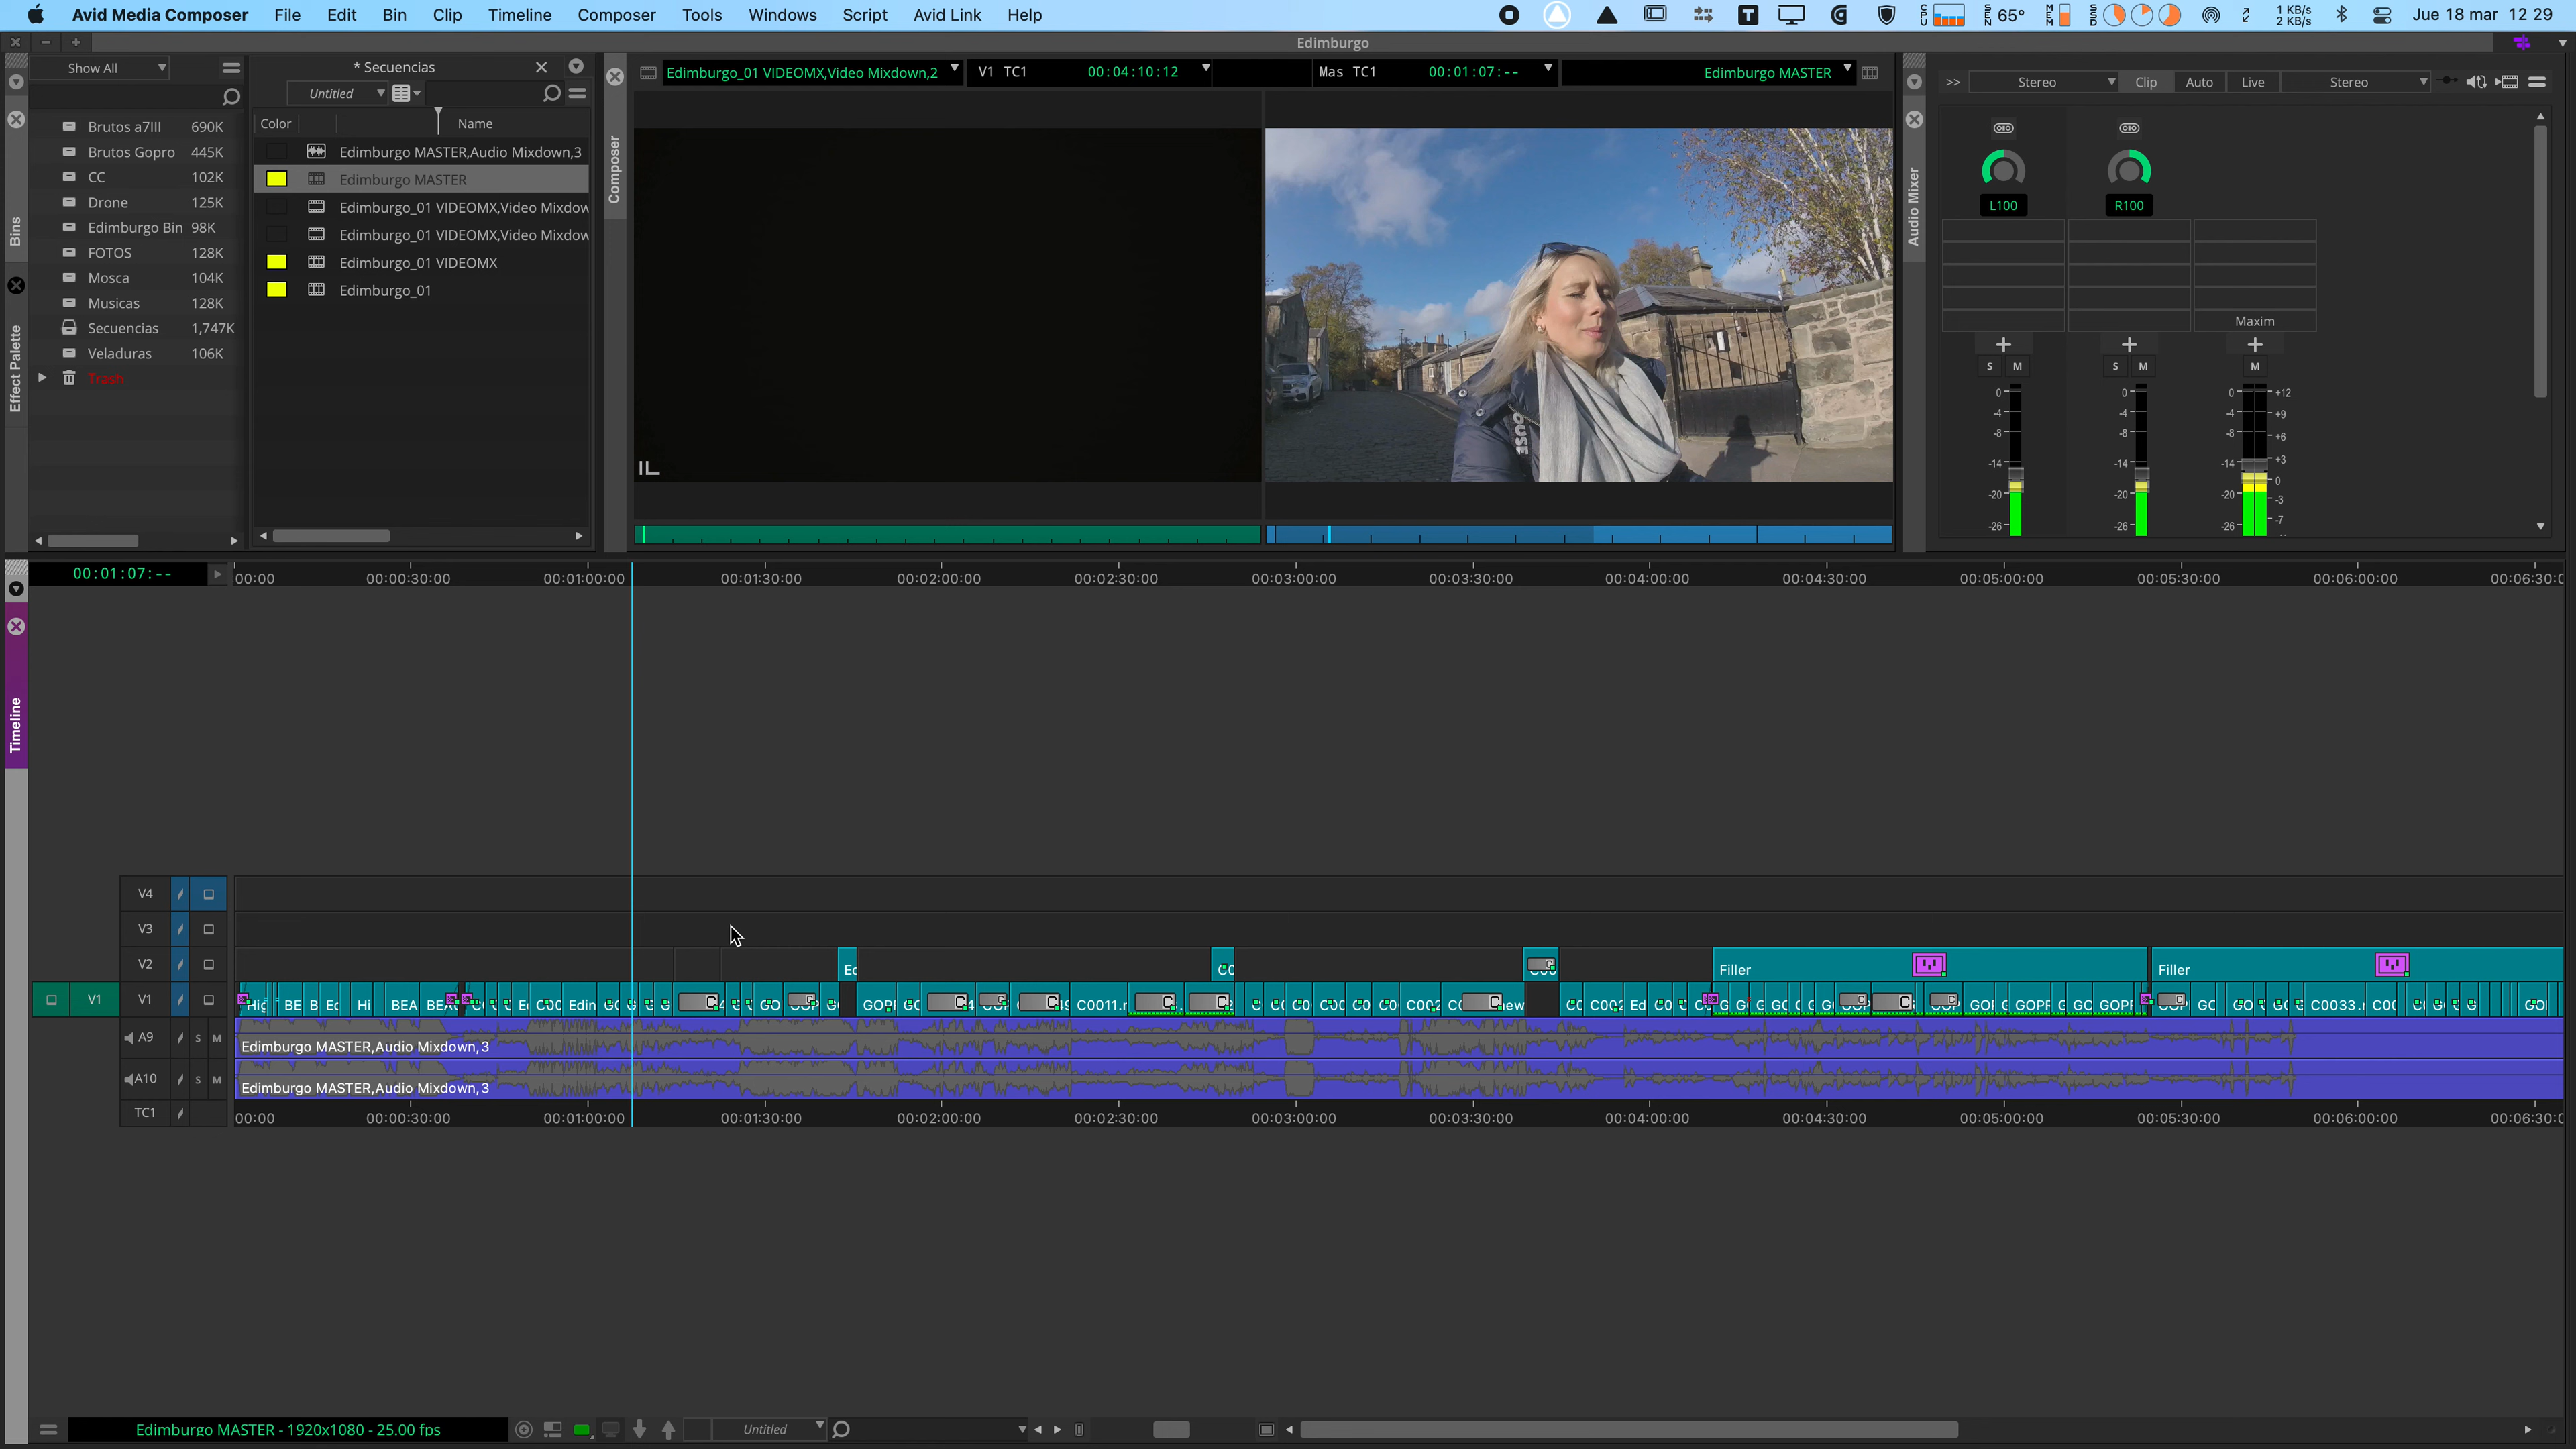 Avid Media Composer File Edit Bin Clip Timeline Composer Tools Windows Script Avid Link Help
CPU SEN 65° MEM SSD 1 KB/s 2 KB/s Jue 18 mar 12 29
Edimburgo
Show All
Brutos a7III 690K
Brutos Gopro 445K
CC 102K
Drone 125K
Edimburgo Bin 98K
FOTOS 128K
Mosca 104K
Musicas 128K
Secuencias 1,747K
Veladuras 106K
Trash
Bins
Effect Palette
* Secuencias
Untitled
Color Name
Edimburgo MASTER,Audio Mixdown,3
Edimburgo MASTER
Edimburgo_01 VIDEOMX,Video Mixdow
Edimburgo_01 VIDEOMX,Video Mixdow
Edimburgo_01 VIDEOMX
Edimburgo_01
Composer
Edimburgo_01 VIDEOMX,Video Mixdown,2 V1 TC1 00:04:10:12 Mas TC1 00:01:07:-- Edimburgo MASTER
Audio Mixer
>> Stereo Clip Auto Live Stereo
L100 R100
Maxim
+ + +
S M S M M
0 0 0 +12
-4 -4 -4 +9
-8 -8 -8 +6
-14 -14 -14 +3
0
-20 -20 -20 -3
-26 -26 -26 -7
00:01:07:--
00:00 00:00:30:00 00:01:00:00 00:01:30:00 00:02:00:00 00:02:30:00 00:03:00:00 00:03:30:00 00:04:00:00 00:04:30:00 00:05:00:00 00:05:30:00 00:06:00:00 00:06:30:0
Timeline
V4
V3
V2 Filler Filler
V1 V1 BE BEA C0011.r C002 GOPI GOPF C0033.r
A9 S M Edimburgo MASTER,Audio Mixdown,3
A10 S M Edimburgo MASTER,Audio Mixdown,3
TC1 00:00 00:00:30:00 00:01:00:00 00:01:30:00 00:02:00:00 00:02:30:00 00:03:00:00 00:03:30:00 00:04:00:00 00:04:30:00 00:05:00:00 00:05:30:00 00:06:00:00 00:06:30:0
Edimburgo MASTER - 1920x1080 - 25.00 fps Untitled